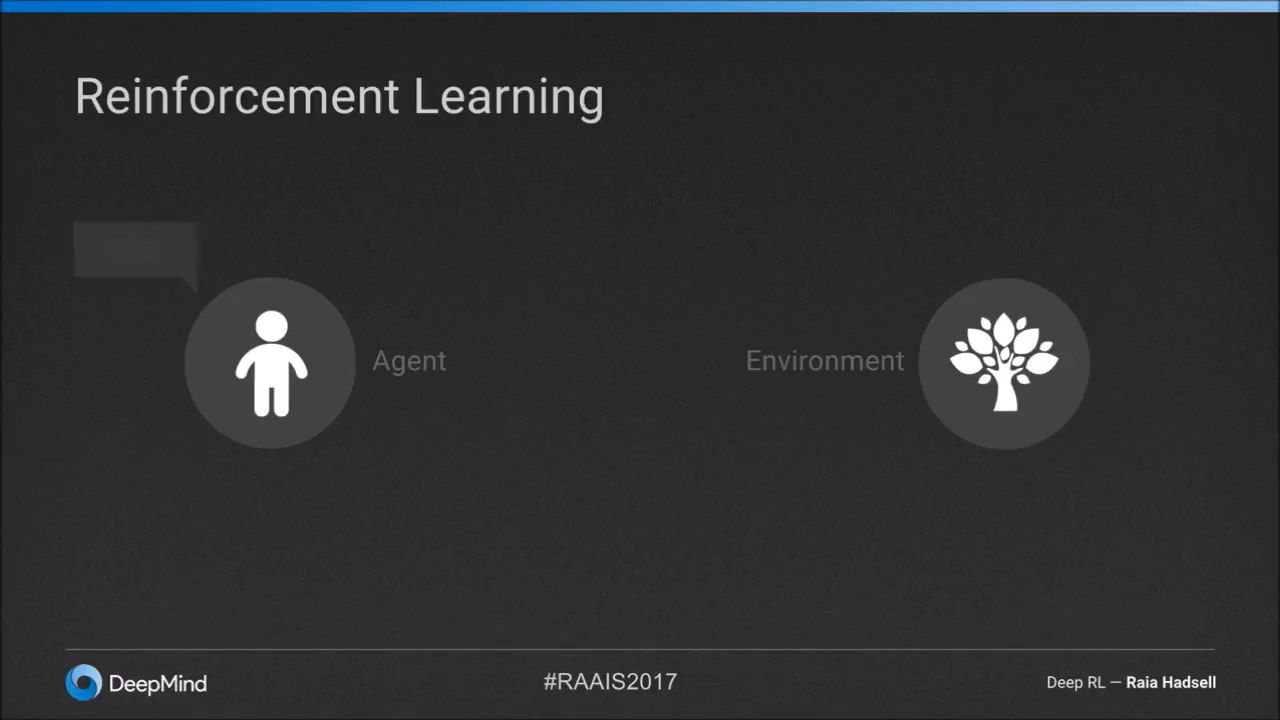 Reinforcement Learning
Agent
Environment
DeepMind
#RAAIS2017
Deep RL — Raia Hadsell